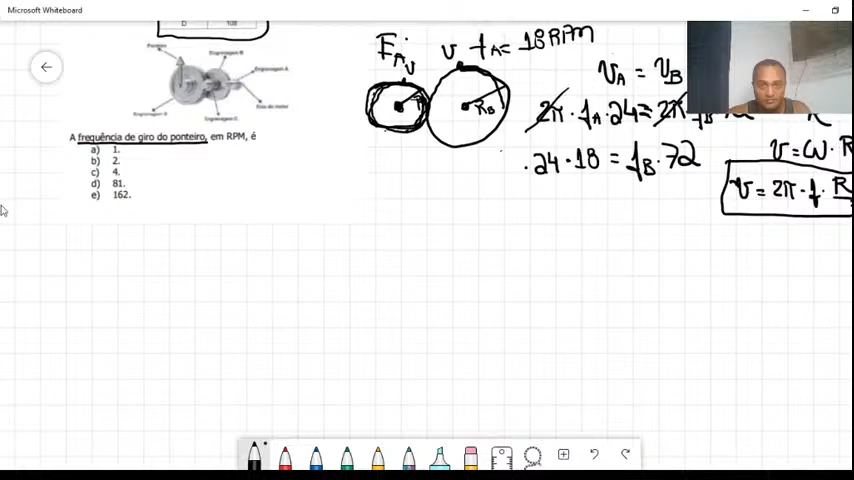 Microsoft Whiteboard
D 108
Ponteiro
Engrenagem B
Engrenagem A
Engrenagem D
Engrenagem C
Eixo do motor
A frequência de giro do ponteiro, em RPM, é
a) 1.
b) 2.
c) 4.
d) 81.
e) 162.
EA
v
v
fA = 18 RPM
RB
vA = vB
2π · fA · 24 = 2π · fB
· 24 · 18 = fB · 72
v = ω · R
v = 2π · f · R